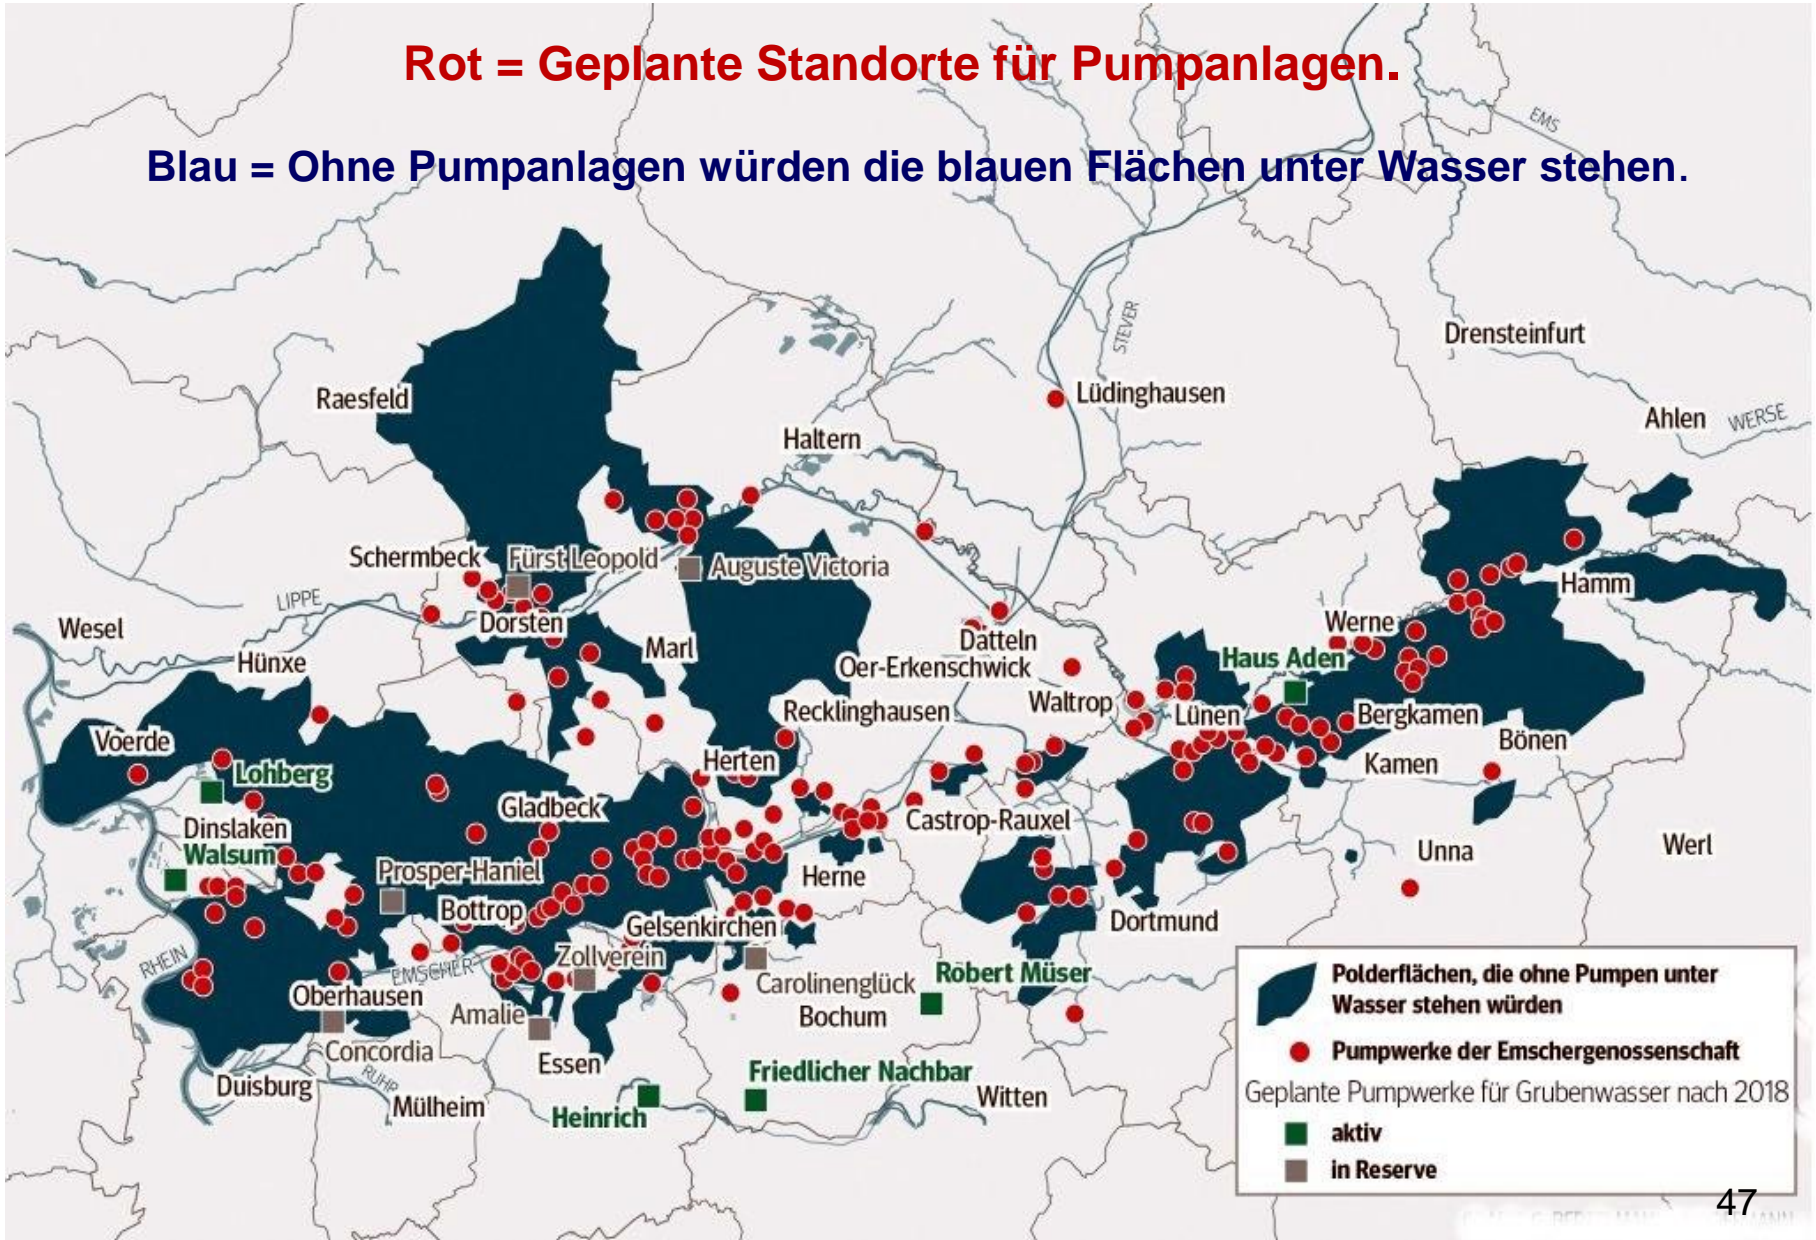 Rot = Geplante Standorte für Pumpanlagen.
Blau = Ohne Pumpanlagen würden die blauen Flächen unter Wasser stehen.
EMS
STEVER
Drensteinfurt
Raesfeld
Lüdinghausen
Ahlen
WERSE
Haltern
Schermbeck
Fürst Leopold
Auguste Victoria
Hamm
LIPPE
Wesel
Dorsten
Werne
Marl
Datteln
Hünxe
Oer-Erkenschwick
Haus Aden
Waltrop
Recklinghausen
Lünen
Bergkamen
Voerde
Bönen
Herten
Kamen
Lohberg
Gladbeck
Dinslaken
Castrop-Rauxel
Walsum
Unna
Werl
Prosper-Haniel
Herne
Bottrop
Gelsenkirchen
Dortmund
RHEIN
EMSCHER
Zollverein
Robert Müser
Carolinenglück
Oberhausen
Amalie
Bochum
Concordia
Essen
Friedlicher Nachbar
RUHR
Duisburg
Mülheim
Heinrich
Witten
Polderflächen, die ohne Pumpen unter
Wasser stehen würden
Pumpwerke der Emschergenossenschaft
Geplante Pumpwerke für Grubenwasser nach 2018
aktiv
in Reserve
47